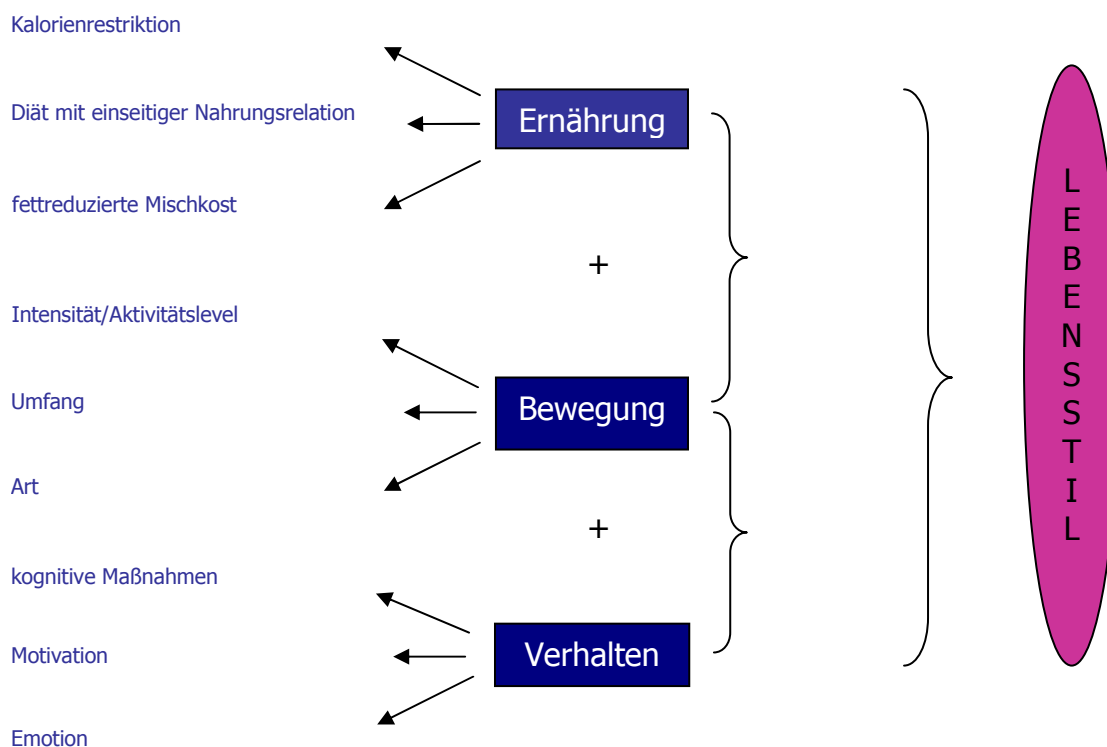 Kalorienrestriktion
Diät mit einseitiger Nahrungsrelation
Ernährung
fettreduzierte Mischkost
+
Intensität/Aktivitätslevel
Umfang
Bewegung
Art
+
kognitive Maßnahmen
Motivation
Verhalten
Emotion
L
E
B
E
N
S
S
T
I
L